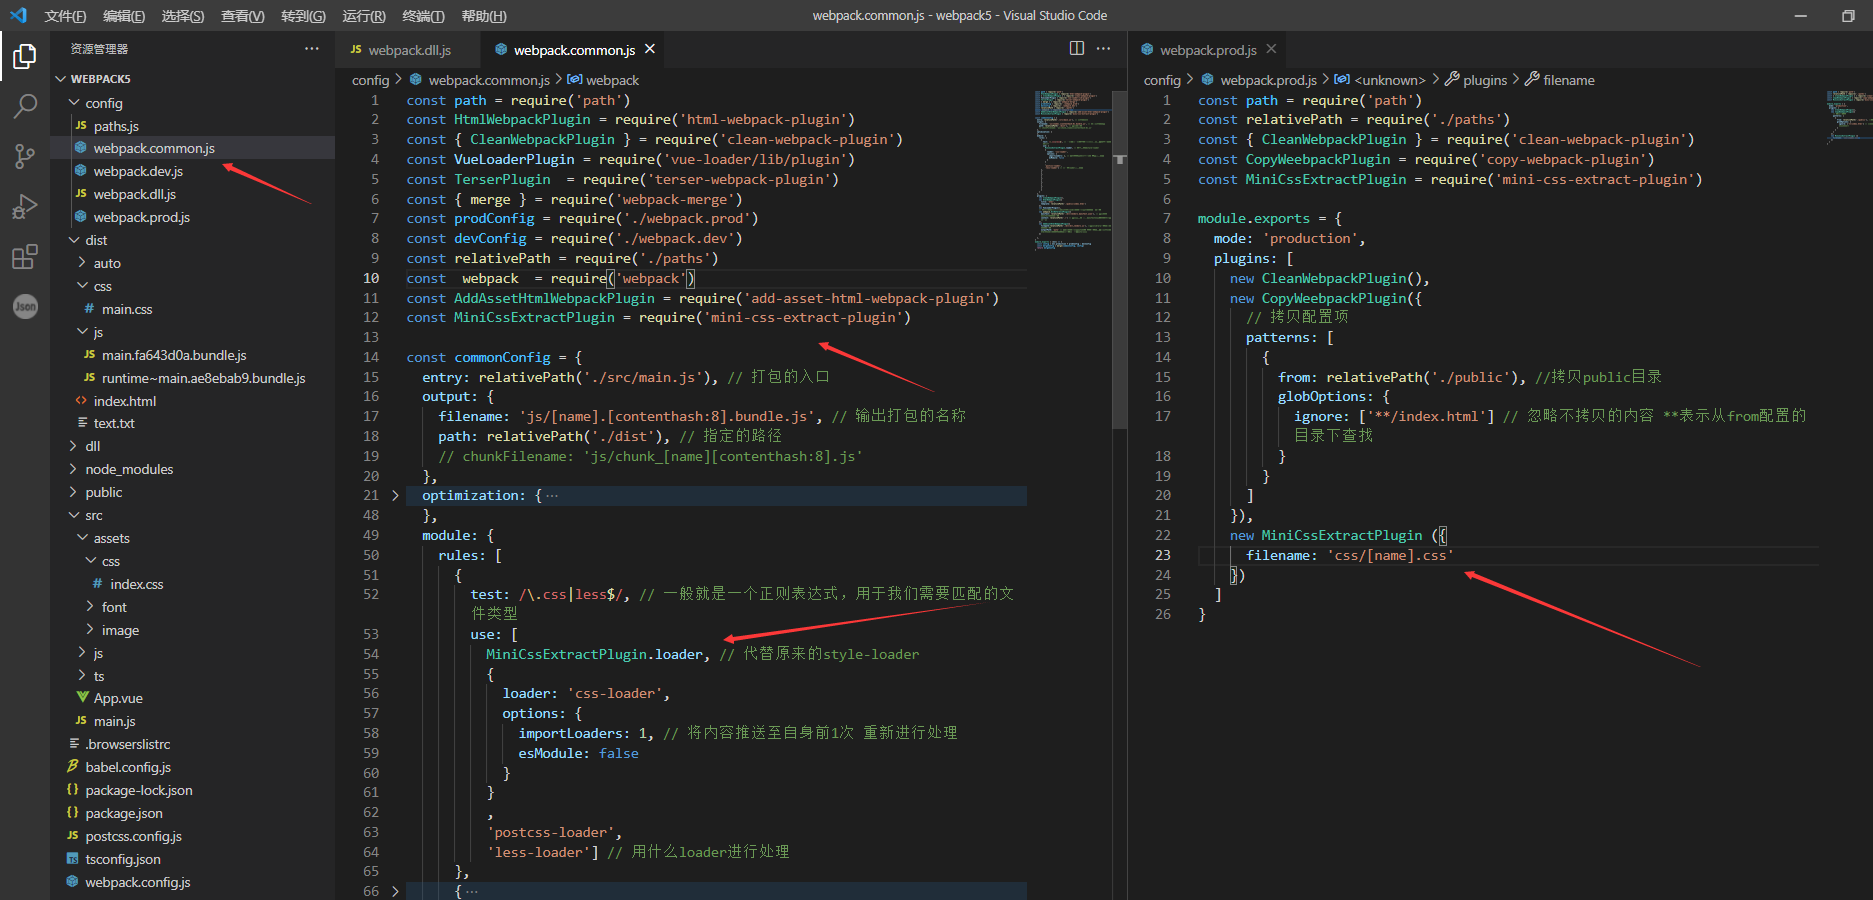 文件(F) 编辑(E) 选择(S) 查看(V) 转到(G) 运行(R) 终端(T) 帮助(H)
webpack.common.js - webpack5 - Visual Studio Code
资源管理器 ···
WEBPACK5
config
JS paths.js
webpack.common.js
webpack.dev.js
JS webpack.dll.js
webpack.prod.js
dist
auto
css
# main.css
js
JS main.fa643d0a.bundle.js
JS runtime~main.ae8ebab9.bundle.js
<> index.html
text.txt
dll
node_modules
public
src
assets
css
# index.css
font
image
js
ts
App.vue
JS main.js
.browserslistrc
babel.config.js
{} package-lock.json
{} package.json
JS postcss.config.js
TS tsconfig.json
webpack.config.js
Json
JS webpack.dll.js
webpack.common.js
config > webpack.common.js > webpack
1 const path = require('path')
2 const HtmlWebpackPlugin = require('html-webpack-plugin')
3 const { CleanWebpackPlugin } = require('clean-webpack-plugin')
4 const VueLoaderPlugin = require('vue-loader/lib/plugin')
5 const TerserPlugin  = require('terser-webpack-plugin')
6 const { merge } = require('webpack-merge')
7 const prodConfig = require('./webpack.prod')
8 const devConfig = require('./webpack.dev')
9 const relativePath = require('./paths')
10 const  webpack  = require('webpack')
11 const AddAssetHtmlWebpackPlugin = require('add-asset-html-webpack-plugin')
12 const MiniCssExtractPlugin = require('mini-css-extract-plugin')
13
14 const commonConfig = {
15 entry: relativePath('./src/main.js'), // 打包的入口
16 output: {
17 filename: 'js/[name].[contenthash:8].bundle.js', // 输出打包的名称
18 path: relativePath('./dist'), // 指定的路径
19 // chunkFilename: 'js/chunk_[name][contenthash:8].js'
20 },
21 optimization: { ···
48 },
49 module: {
50 rules: [
51 {
52 test: /\.css|less$/, // 一般就是一个正则表达式，用于我们需要匹配的文
件类型
53 use: [
54 MiniCssExtractPlugin.loader, // 代替原来的style-loader
55 {
56 loader: 'css-loader',
57 options: {
58 importLoaders: 1, // 将内容推送至自身前1次 重新进行处理
59 esModule: false
60 }
61 }
62 ,
63 'postcss-loader',
64 'less-loader'] // 用什么loader进行处理
65 },
66 { ···
webpack.prod.js
config > webpack.prod.js > <unknown> > plugins > filename
1 const path = require('path')
2 const relativePath = require('./paths')
3 const { CleanWebpackPlugin } = require('clean-webpack-plugin')
4 const CopyWeebpackPlugin = require('copy-webpack-plugin')
5 const MiniCssExtractPlugin = require('mini-css-extract-plugin')
6
7 module.exports = {
8 mode: 'production',
9 plugins: [
10 new CleanWebpackPlugin(),
11 new CopyWeebpackPlugin({
12 // 拷贝配置项
13 patterns: [
14 {
15 from: relativePath('./public'), //拷贝public目录
16 globOptions: {
17 ignore: ['**/index.html'] // 忽略不拷贝的内容 **表示从from配置的
目录下查找
18 }
19 }
20 ]
21 }),
22 new MiniCssExtractPlugin ({
23 filename: 'css/[name].css'
24 })
25 ]
26 }